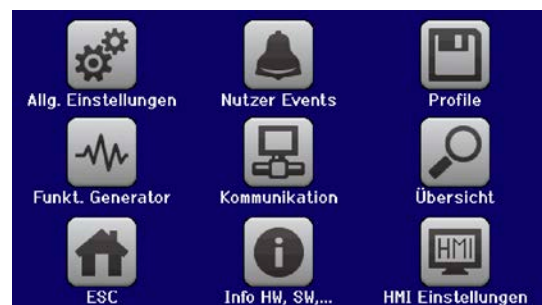 Allg. Einstellungen
Nutzer Events
Profile
Funkt. Generator
Kommunikation
Übersicht
HMI
ESC
Info HW, SW,...
HMI Einstellungen